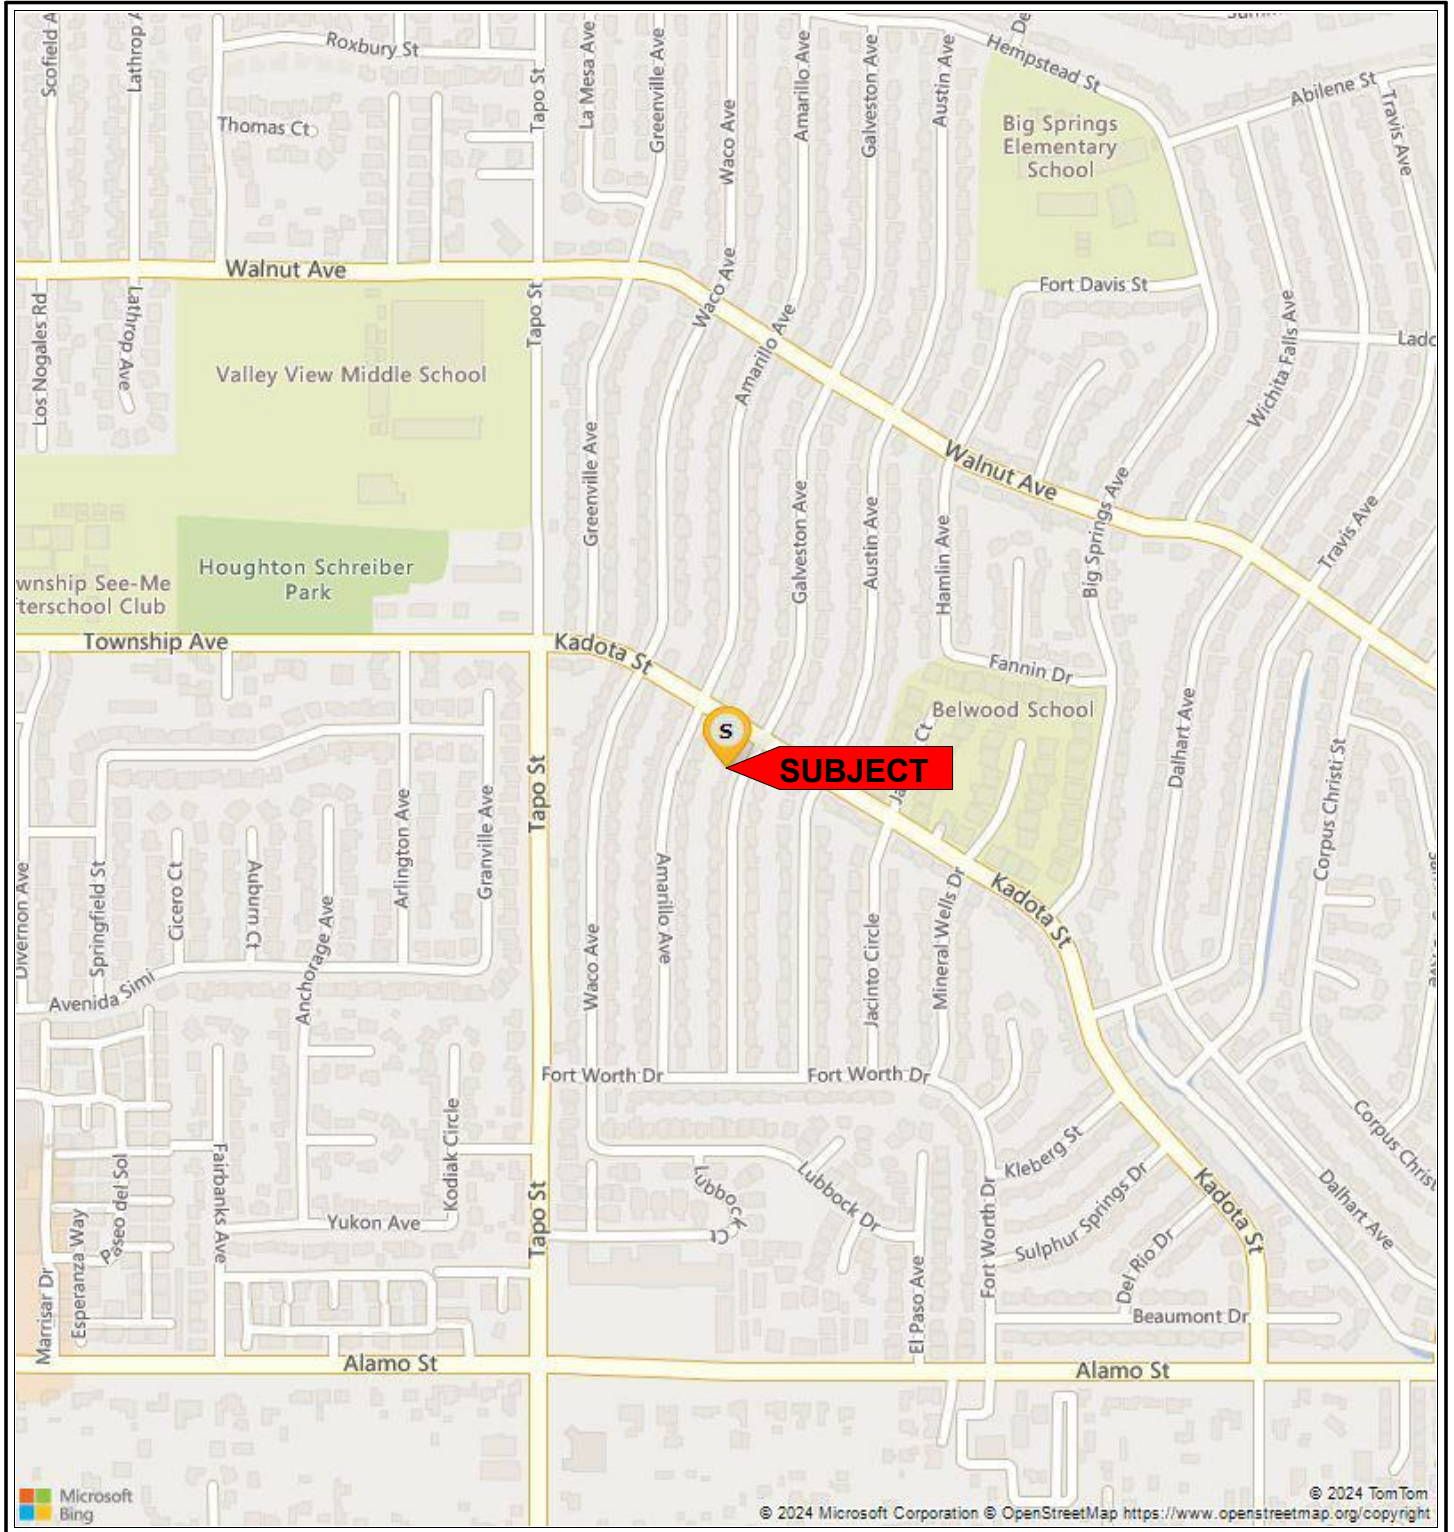 Scofield A
Lathrop A
Roxbury St
Tapo St
La Mesa Ave
Greenville Ave
Waco Ave
Amarillo Ave
Galveston Ave
Austin Ave
De
Hempstead St
Abilene St
Travis Ave
Thomas Ct
Big Springs
Elementary
School
Walnut Ave
Waco Ave
Fort Davis St
Los Nogales Rd
Lathrop Ave
Tapo St
Amarillo Ave
Wichita Falls Ave
Lado
Valley View Middle School
Greenville Ave
Walnut Ave
Galveston Ave
Austin Ave
Hamlin Ave
Big Springs Ave
Travis Ave
Houghton Schreiber
Park
wnship See-Me
fterschool Club
Township Ave
Kadota St
Fannin Dr
Belwood School
Ct
Ja
S
SUBJECT
Dalhart Ave
Corpus Christi St
Tapo St
Divernon Ave
Springfield St
Cicero Ct
Auburn Ct
Anchorage Ave
Arlington Ave
Granville Ave
Waco Ave
Amarillo Ave
Jacinto Circle
Mineral Wells Dr
Kadota St
Avenida Simi
Fort Worth Dr
Fort Worth Dr
Kodiak Circle
Fairbanks Ave
Paseo del Sol
Esperanza Way
Marrisar Dr
Yukon Ave
Tapo St
Lubbock Ct
Lubbock Dr
El Paso Ave
Fort Worth Dr
Kleberg St
Sulphur Springs Dr
Del Rio Dr
Kadota St
Corpus Christ
Dalhart Ave
Beaumont Dr
Alamo St
Alamo St
Microsoft
Bing
© 2024 TomTom
© 2024 Microsoft Corporation © OpenStreetMap https://www.openstreetmap.org/copyright